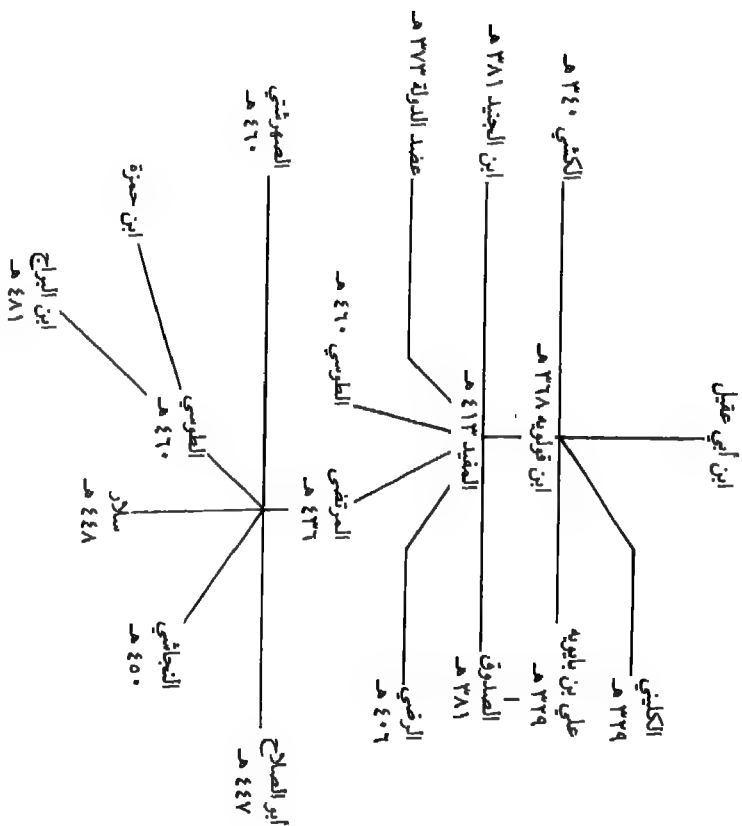 ابن أبي عقيل
الكليني
٣٢٩ هـ
علي بن بابويه
٣٢٩ هـ
ابن قولويه ٣٦٨ هـ
الكشي ٣٤٠ هـ
الصدوق
٣٨١ هـ
المفيد ٤١٣ هـ
ابن الجنيد ٣٨١ هـ
الرضي
٤٠٦ هـ
المرتضى
٤٣٦ هـ
الطوسي ٤٦٠ هـ
عضد الدولة ٣٧٣ هـ
أبو الصلاح
٤٤٧ هـ
النجاشي
٤٥٠ هـ
سلار
٤٤٨ هـ
الطوسي
٤٦٠ هـ
الصهرشتي
٤٦٠ هـ
ابن حمزة
ابن البراج
٤٨١ هـ